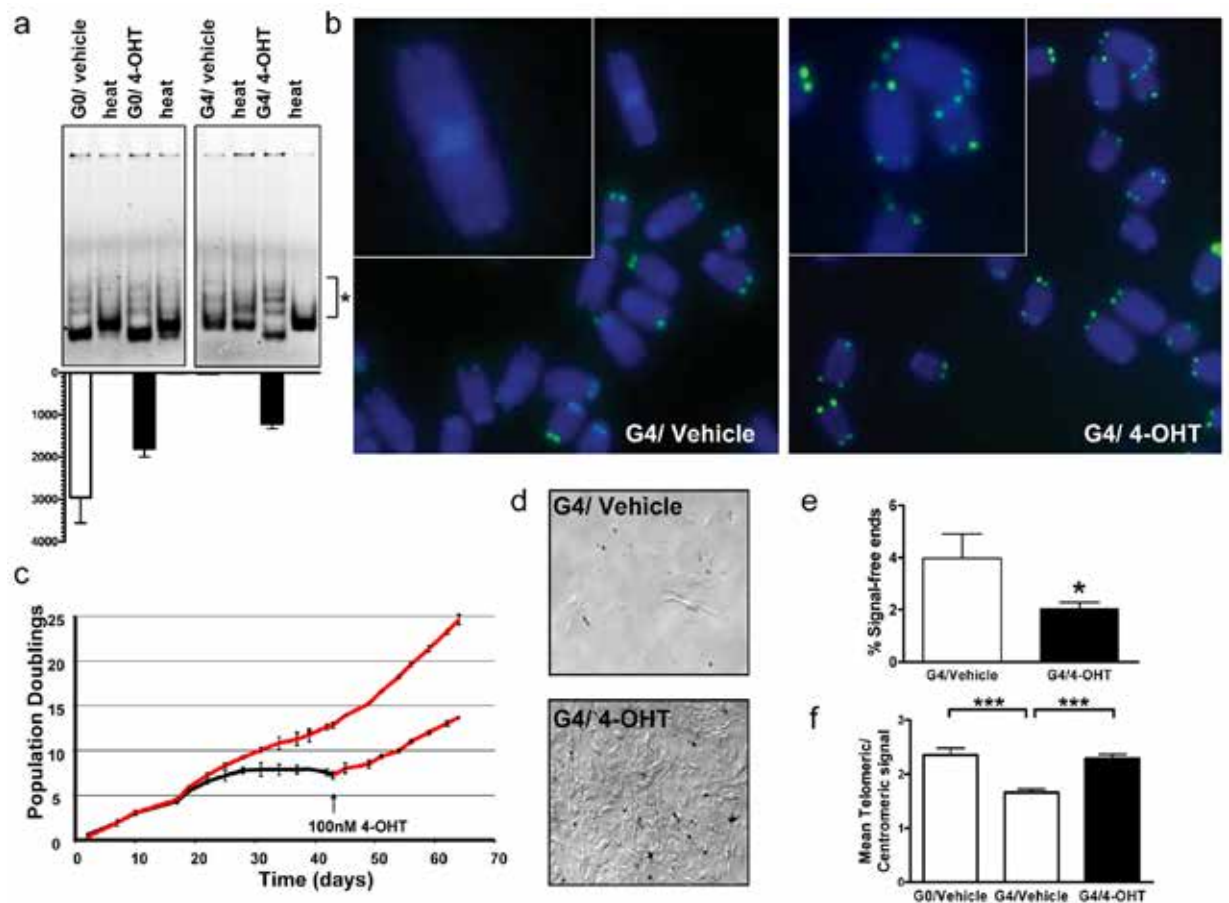 a
G0/ vehicle
heat
G0/ 4-OHT
heat
G4/ vehicle
heat
G4/ 4-OHT
heat
*
0
1000
2000
3000
4000
b
G4/ Vehicle
G4/ 4-OHT
c
Population Doublings
25
20
15
10
5
0
0 10 20 30 40 50 60 70
100nM 4-OHT
Time (days)
d
G4/ Vehicle
G4/ 4-OHT
e
% Signal-free ends
6
4
2
0
*
G4/Vehicle G4/4-OHT
f
Mean Telomeric/
Centromeric signal
*** ***
2
1
0
G0/Vehicle G4/Vehicle G4/4-OHT